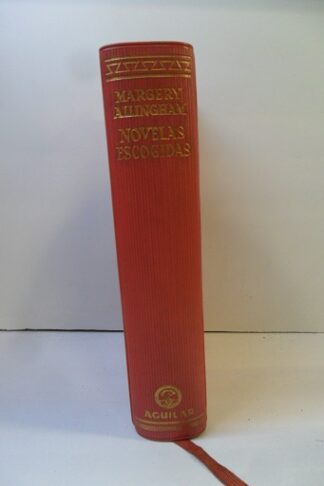 MARGERY
ALLINGHAM
NOVELAS
ESCOGIDAS
AGUILAR